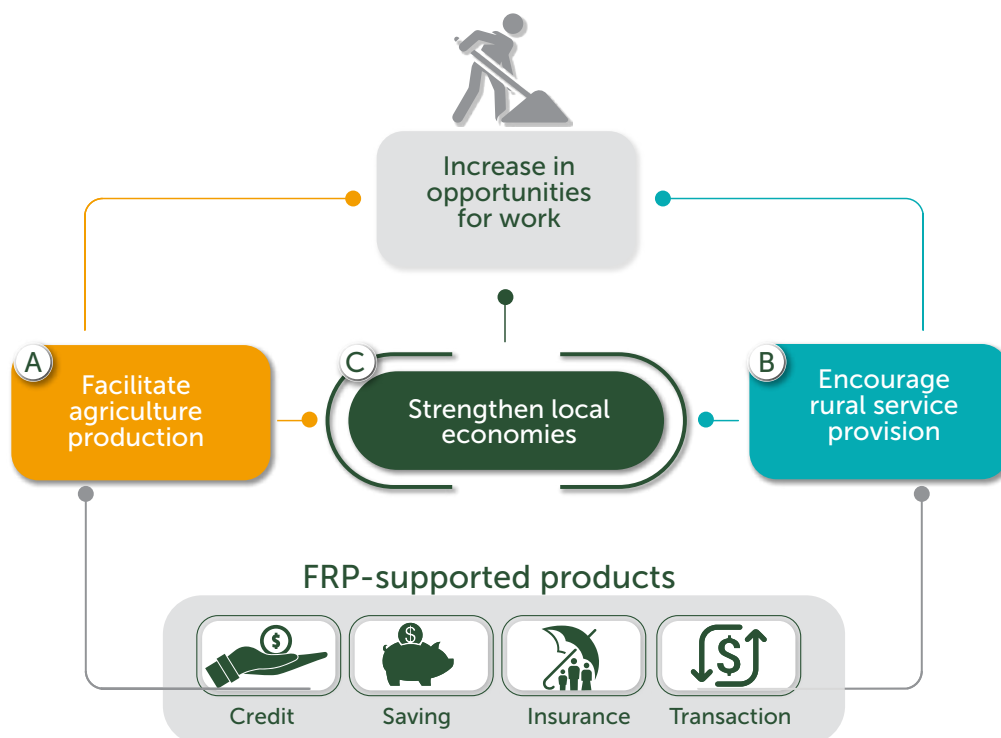 Increase in
opportunities
for work
A
Facilitate
agriculture
production
C
Strengthen local
economies
B
Encourage
rural service
provision
FRP-supported products
$
$
$
Credit
Saving
Insurance
Transaction